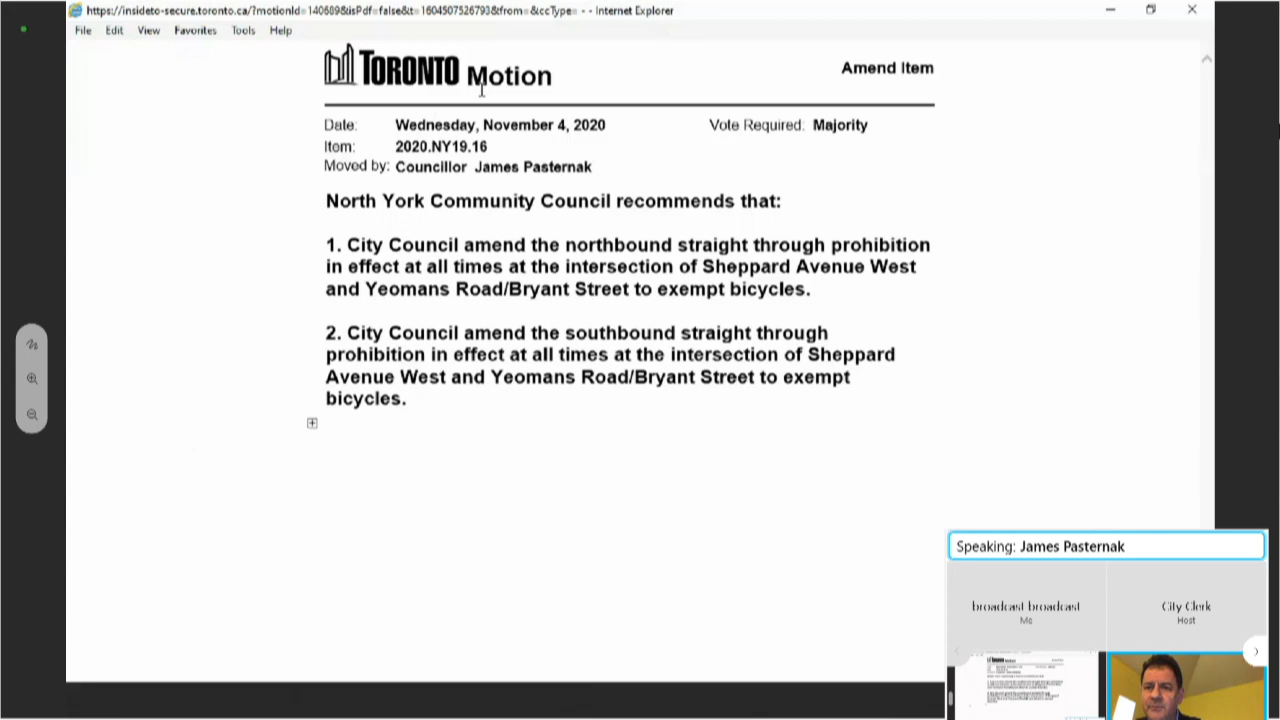 https://insideto-secure.toronto.ca/?motionId=140689&isPdf=false&t=1604507526793&from=&ccType= - - Internet Explorer
File Edit View Favorites Tools Help
TORONTO Motion
Amend Item
Date: Wednesday, November 4, 2020
Vote Required: Majority
Item: 2020.NY19.16
Moved by: Councillor James Pasternak
North York Community Council recommends that:
1. City Council amend the northbound straight through prohibition
in effect at all times at the intersection of Sheppard Avenue West
and Yeomans Road/Bryant Street to exempt bicycles.
2. City Council amend the southbound straight through
prohibition in effect at all times at the intersection of Sheppard
Avenue West and Yeomans Road/Bryant Street to exempt
bicycles.
Speaking: James Pasternak
broadcast broadcast
Me
City Clerk
Host